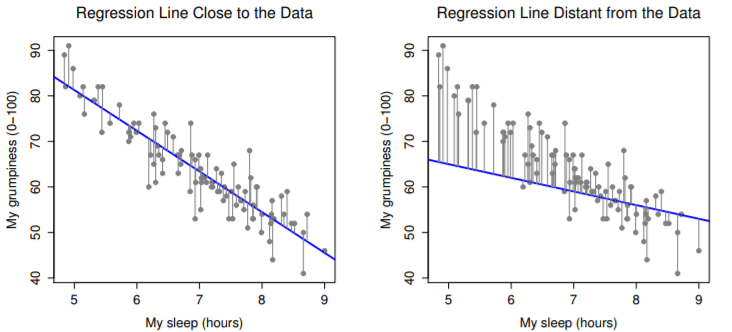 Regression Line Close to the Data
My grumpiness (0−100)
90
80
70
60
50
40
5 6 7 8 9
My sleep (hours)
Regression Line Distant from the Data
My grumpiness (0−100)
90
80
70
60
50
40
5 6 7 8 9
My sleep (hours)